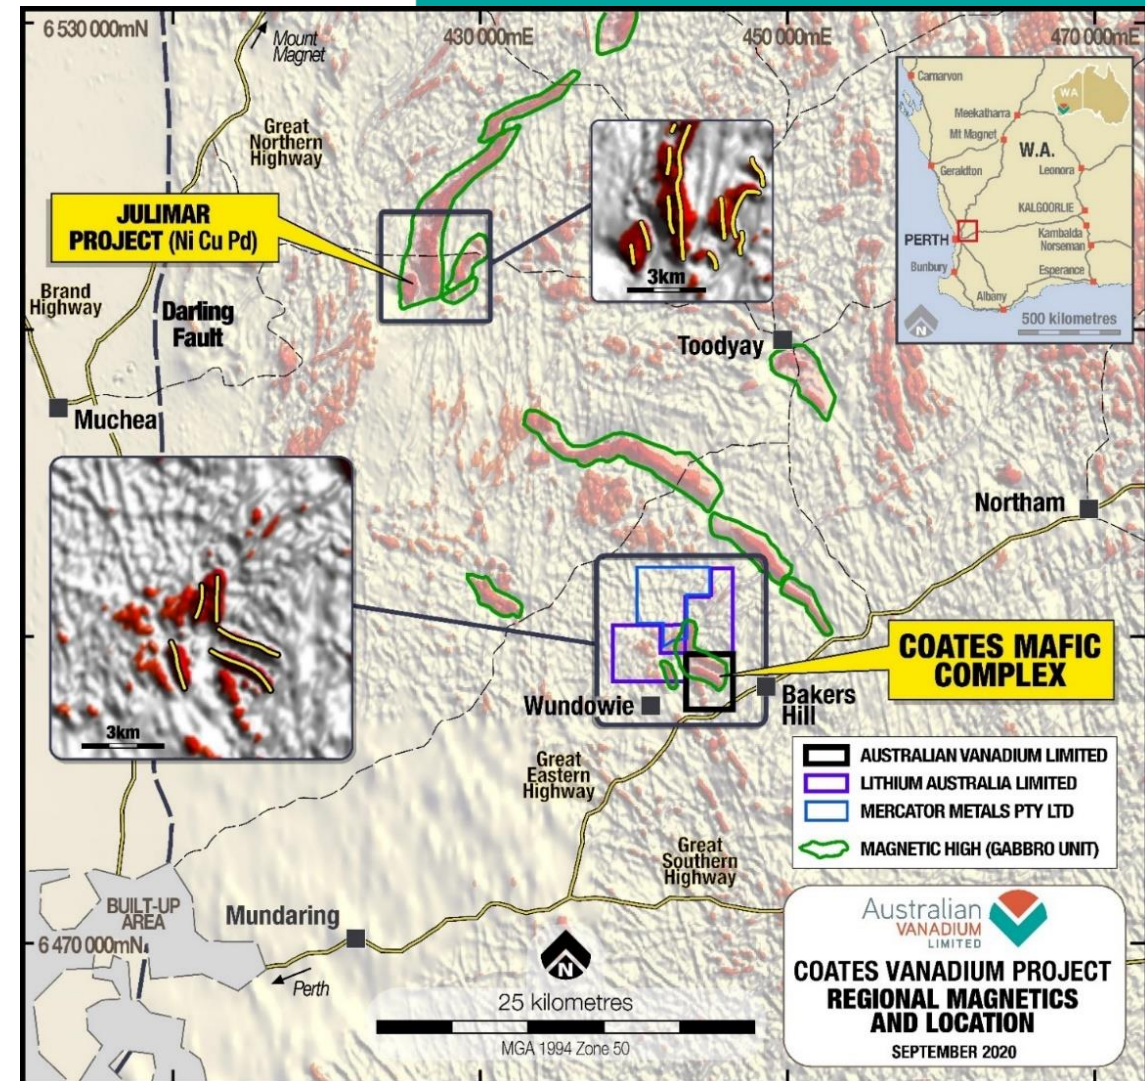 6 530 000mN
430 000mE
450 000mE
470 000mE
Mount
Magnet
Great
Northern
Highway
JULIMAR
PROJECT (Ni Cu Pd)
3km
Carnarvon
Meekatharra
Mt Magnet
W.A.
WA
Geraldton
Leonora
KALGOORLIE
PERTH
Kambalda
Norseman
Bunbury
Esperance
Albany
N
500 kilometres
Brand
Highway
Darling
Fault
Toodyay
Muchea
Northam
3km
COATES MAFIC
COMPLEX
Wundowie
Bakers
Hill
Great
Eastern
Highway
AUSTRALIAN VANADIUM LIMITED
LITHIUM AUSTRALIA LIMITED
MERCATOR METALS PTY LTD
MAGNETIC HIGH (GABBRO UNIT)
Great
Southern
Highway
BUILT-UP
AREA
Mundaring
6 470 000mN
Perth
N
25 kilometres
MGA 1994 Zone 50
Australian
VANADIUM
LIMITED
COATES VANADIUM PROJECT
REGIONAL MAGNETICS
AND LOCATION
SEPTEMBER 2020